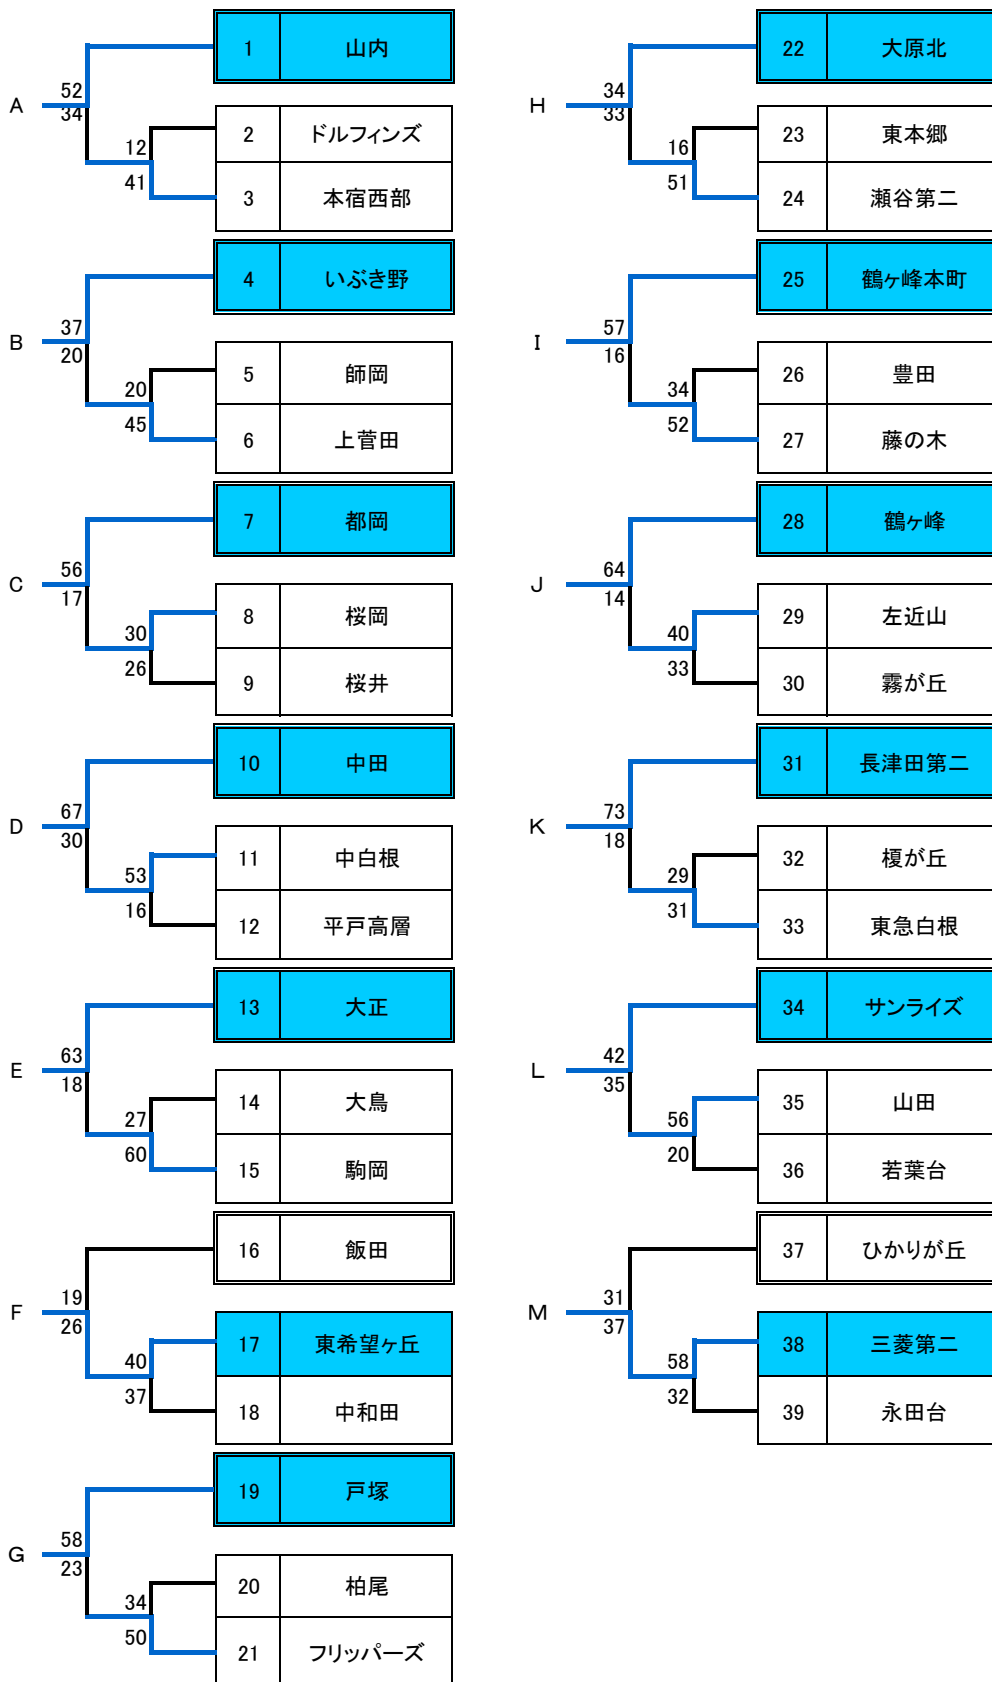 A
52
34
1 山内
12
41
2 ドルフィンズ
3 本宿西部
B
37
20
4 いぶき野
20
45
5 師岡
6 上菅田
C
56
17
7 都岡
30
26
8 桜岡
9 桜井
D
67
30
10 中田
53
16
11 中白根
12 平戸高層
E
63
18
13 大正
27
60
14 大鳥
15 駒岡
F
19
26
16 飯田
40
37
17 東希望ヶ丘
18 中和田
G
58
23
19 戸塚
34
50
20 柏尾
21 フリッパーズ
H
34
33
22 大原北
16
51
23 東本郷
24 瀬谷第二
I
57
16
25 鶴ヶ峰本町
34
52
26 豊田
27 藤の木
J
64
14
28 鶴ヶ峰
40
33
29 左近山
30 霧が丘
K
73
18
31 長津田第二
29
31
32 榎が丘
33 東急白根
L
42
35
34 サンライズ
56
20
35 山田
36 若葉台
M
31
37
37 ひかりが丘
58
32
38 三菱第二
39 永田台